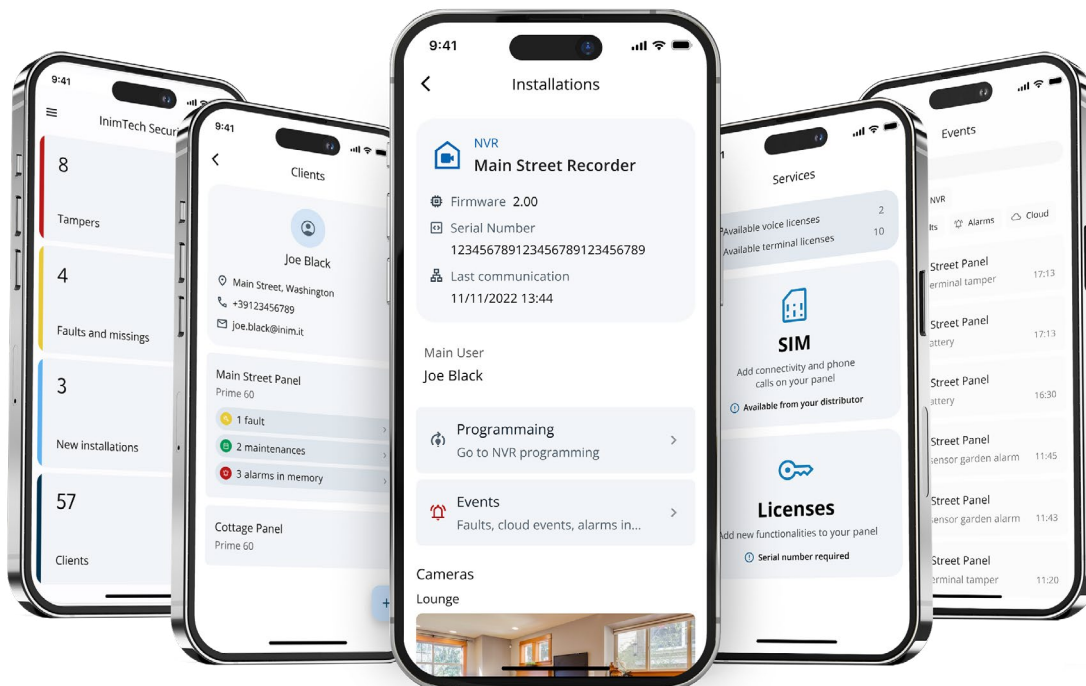 9:41
InimTech Securi
8
Tampers
4
Faults and missings
3
New installations
57
Clients
9:41
Clients
Joe Black
Main Street, Washington
+39123456789
joe.black@inim.it
Main Street Panel
Prime 60
1 fault
2 maintenances
3 alarms in memory
Cottage Panel
Prime 60
+
9:41
Installations
NVR
Main Street Recorder
Firmware 2.00
Serial Number
123456789123456789123456789
Last communication
11/11/2022 13:44
Main User
Joe Black
Programmaing
Go to NVR programming
Events
Faults, cloud events, alarms in...
Cameras
Lounge
Services
Available voice licenses 2
Available terminal licenses 10
SIM
Add connectivity and phone
calls on your panel
Available from your distributor
Licenses
Add new functionalities to your panel
Serial number required
Events
NVR
lts Alarms Cloud
Street Panel
erminal tamper 17:13
Street Panel
attery 17:13
Street Panel
attery 16:30
Street Panel
sensor garden alarm 11:45
Street Panel
sensor garden alarm 11:43
Street Panel
erminal tamper 11:20